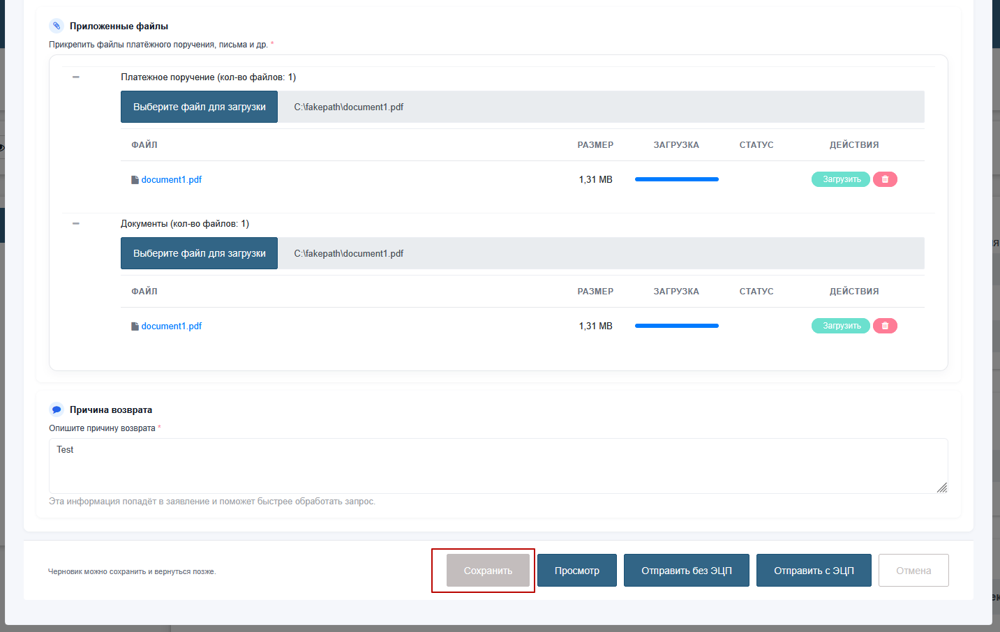 Приложенные файлы
Прикрепить файлы платёжного поручения, письма и др. *
Платежное поручение (кол-во файлов: 1)
Выберите файл для загрузки C:\fakepath\document1.pdf
ФАЙЛ РАЗМЕР ЗАГРУЗКА СТАТУС ДЕЙСТВИЯ
document1.pdf 1,31 MB Загрузить
Документы (кол-во файлов: 1)
Выберите файл для загрузки C:\fakepath\document1.pdf
ФАЙЛ РАЗМЕР ЗАГРУЗКА СТАТУС ДЕЙСТВИЯ
document1.pdf 1,31 MB Загрузить
Причина возврата
Опишите причину возврата *
Test
Эта информация попадёт в заявление и поможет быстрее обработать запрос.
Черновик можно сохранить и вернуться позже. Сохранить Просмотр Отправить без ЭЦП Отправить с ЭЦП Отмена